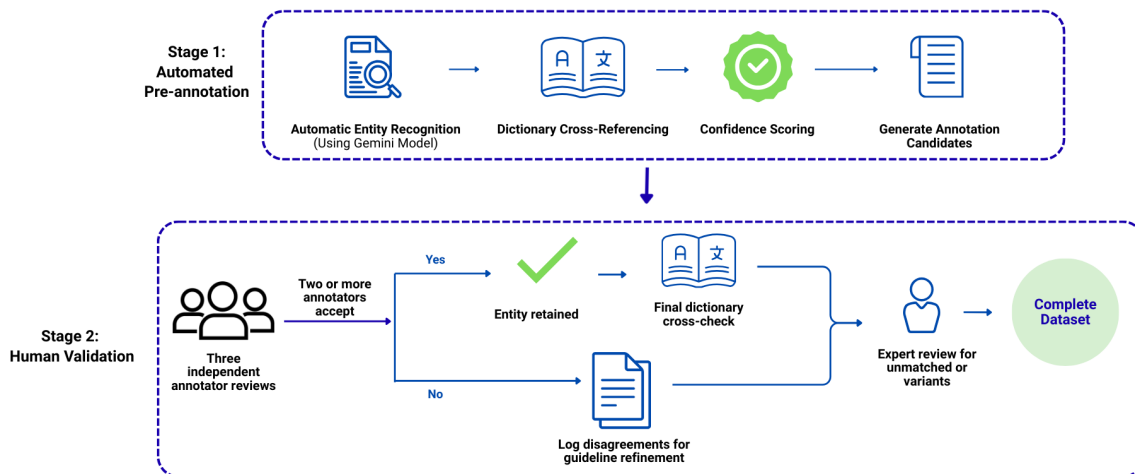 Stage 1:
Automated
Pre-annotation
A 文
Automatic Entity Recognition
(Using Gemini Model)
Dictionary Cross-Referencing
Confidence Scoring
Generate Annotation
Candidates
Stage 2:
Human Validation
Three
independent
annotator reviews
Two or more
annotators
accept
Yes
Entity retained
A 文
Final dictionary
cross-check
No
Log disagreements for
guideline refinement
Expert review for
unmatched or
variants
Complete
Dataset